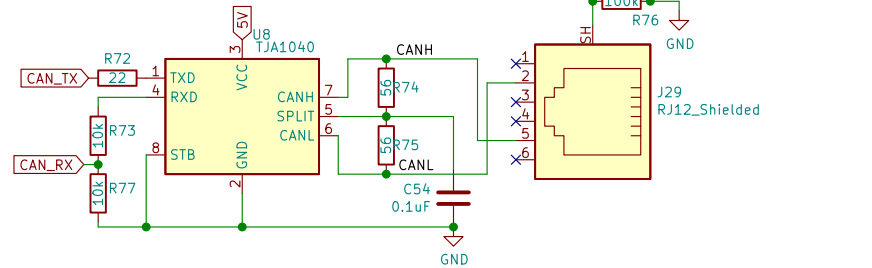 100k
R76
GND
SH
5V
U8
TJA1040
3
VCC
R72
CAN_TX
22
1
TXD
4
RXD
R73
10k
CAN_RX
R77
10k
8
STB
GND
2
CANH
7
SPLIT
5
CANL
6
CANH
56
R74
56
R75
CANL
C54
0.1uF
GND
1
2
3
4
5
6
J29
RJ12_Shielded